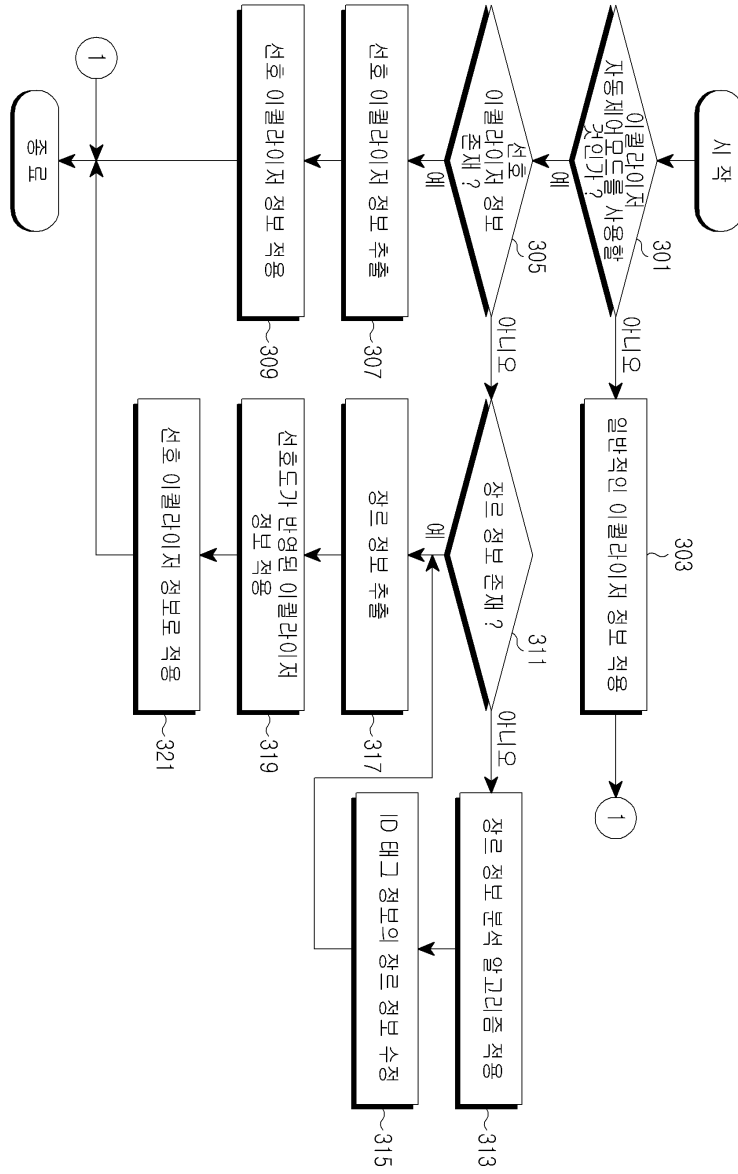 시 작
이퀄라이저
자동제어모드를 사용할
것인가 ?
301
예
아니오
일반적인 이퀄라이저 정보 적용
303
1
선호
이퀄라이저 정보
존재 ?
305
예
아니오
선호 이퀄라이저 정보 추출
307
선호 이퀄라이저 정보 적용
309
장르 정보 존재 ?
311
예
아니오
장르 정보 분석 알고리즘 적용
313
ID 태그 정보의 장르 정보 수정
315
장르 정보 추출
317
선호도가 반영된 이퀄라이저
정보 적용
319
선호 이퀄라이저 정보로 적용
321
1
종 료